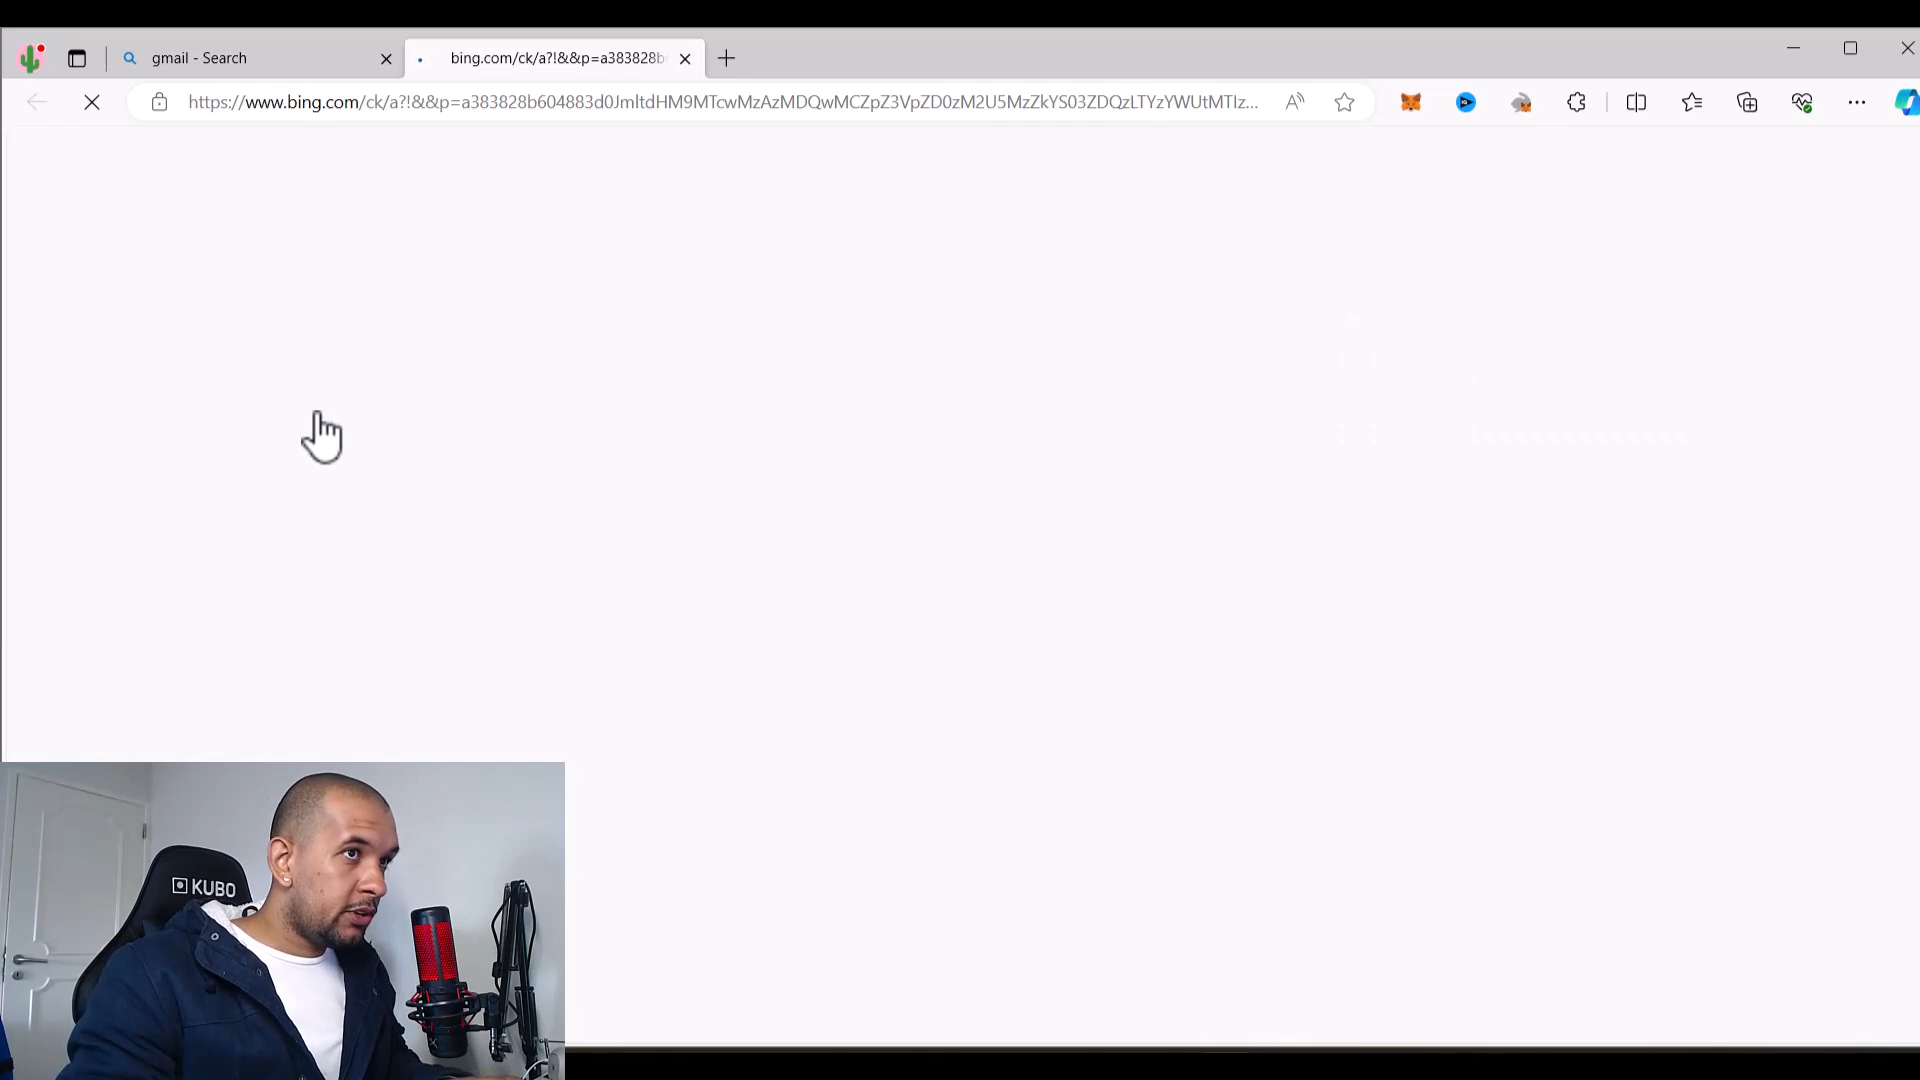 gmail - Search
bing.com/ck/a?!&&p=a383828b
https://www.bing.com/ck/a?!&&p=a383828b604883d0JmltdHM9MTcwMzAzMDQwMCZpZ3VpZD0zM2U5MzZkYS03ZDQzLTYzYWUtMTIz...
KUBO